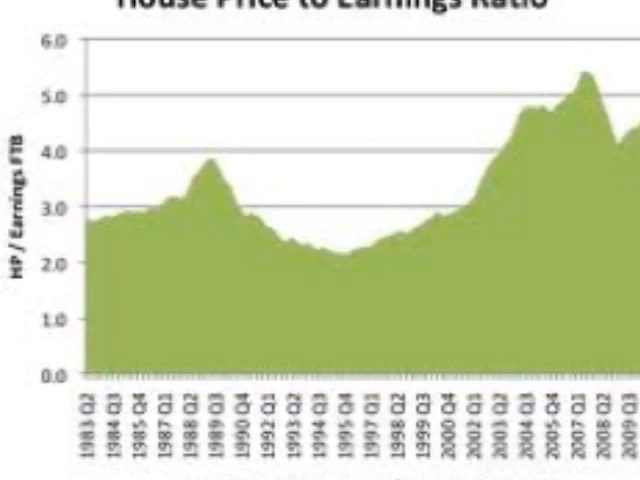 House Price to Earnings Ratio
HP / Earnings FTB
6.0
5.0
4.0
3.0
2.0
1.0
0.0
1983 Q2
1984 Q3
1985 Q4
1987 Q1
1988 Q2
1989 Q3
1990 Q4
1992 Q1
1993 Q2
1994 Q3
1995 Q4
1997 Q1
1998 Q2
1999 Q3
2000 Q4
2002 Q1
2003 Q2
2004 Q3
2005 Q4
2007 Q1
2008 Q2
2009 Q3